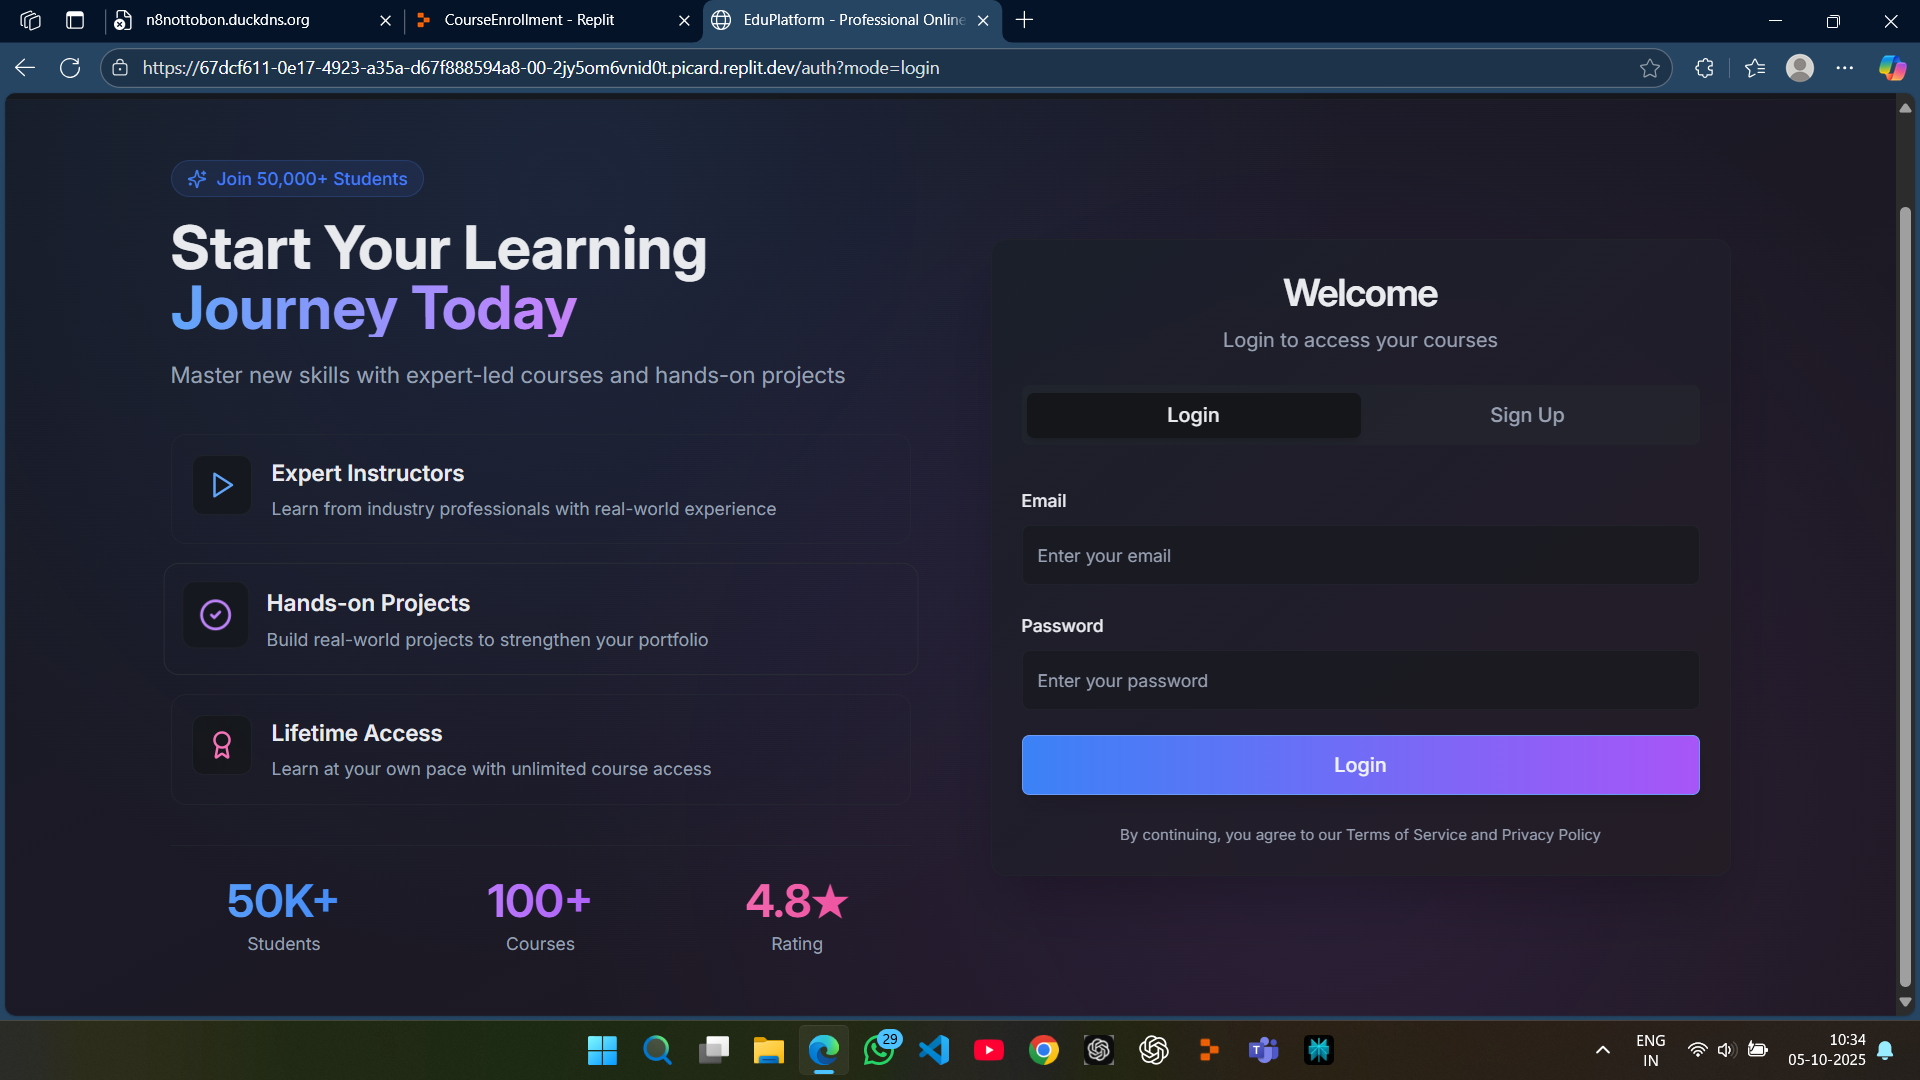 n8nottobon.duckdns.org
CourseEnrollment - Replit
EduPlatform - Professional Online
https://67dcf611-0e17-4923-a35a-d67f888594a8-00-2jy5om6vnid0t.picard.replit.dev/auth?mode=login
Join 50,000+ Students
Start Your Learning
Journey Today
Master new skills with expert-led courses and hands-on projects
Expert Instructors
Learn from industry professionals with real-world experience
Hands-on Projects
Build real-world projects to strengthen your portfolio
Lifetime Access
Learn at your own pace with unlimited course access
50K+
Students
100+
Courses
4.8★
Rating
Welcome
Login to access your courses
Login
Sign Up
Email
Enter your email
Password
Enter your password
Login
By continuing, you agree to our Terms of Service and Privacy Policy
29
ENG
IN
10:34
05-10-2025